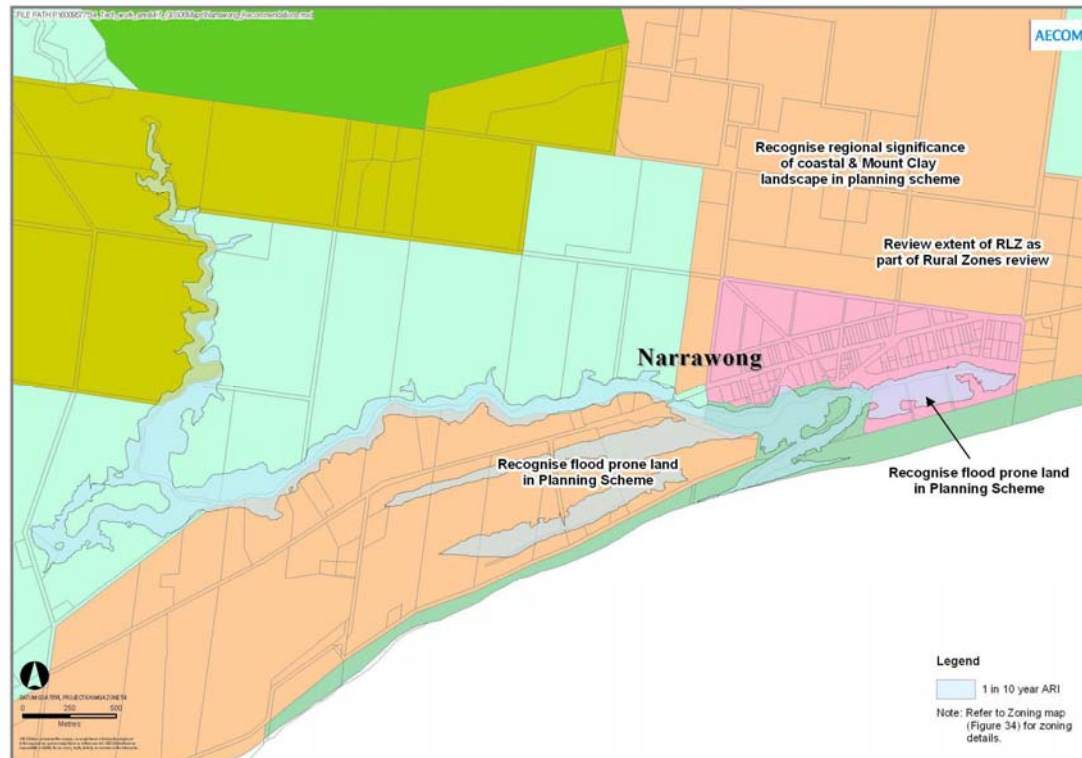 AECOM
Recognise regional significance
of coastal & Mount Clay
landscape in planning scheme
Review extent of RLZ as
part of Rural Zones review
Narrawong
Recognise flood prone land
in Planning Scheme
Recognise flood prone land
in Planning Scheme
Legend
1 in 10 year ARI
Note: Refer to Zoning map
(Figure 34) for zoning
details.
0 250 500
Metres